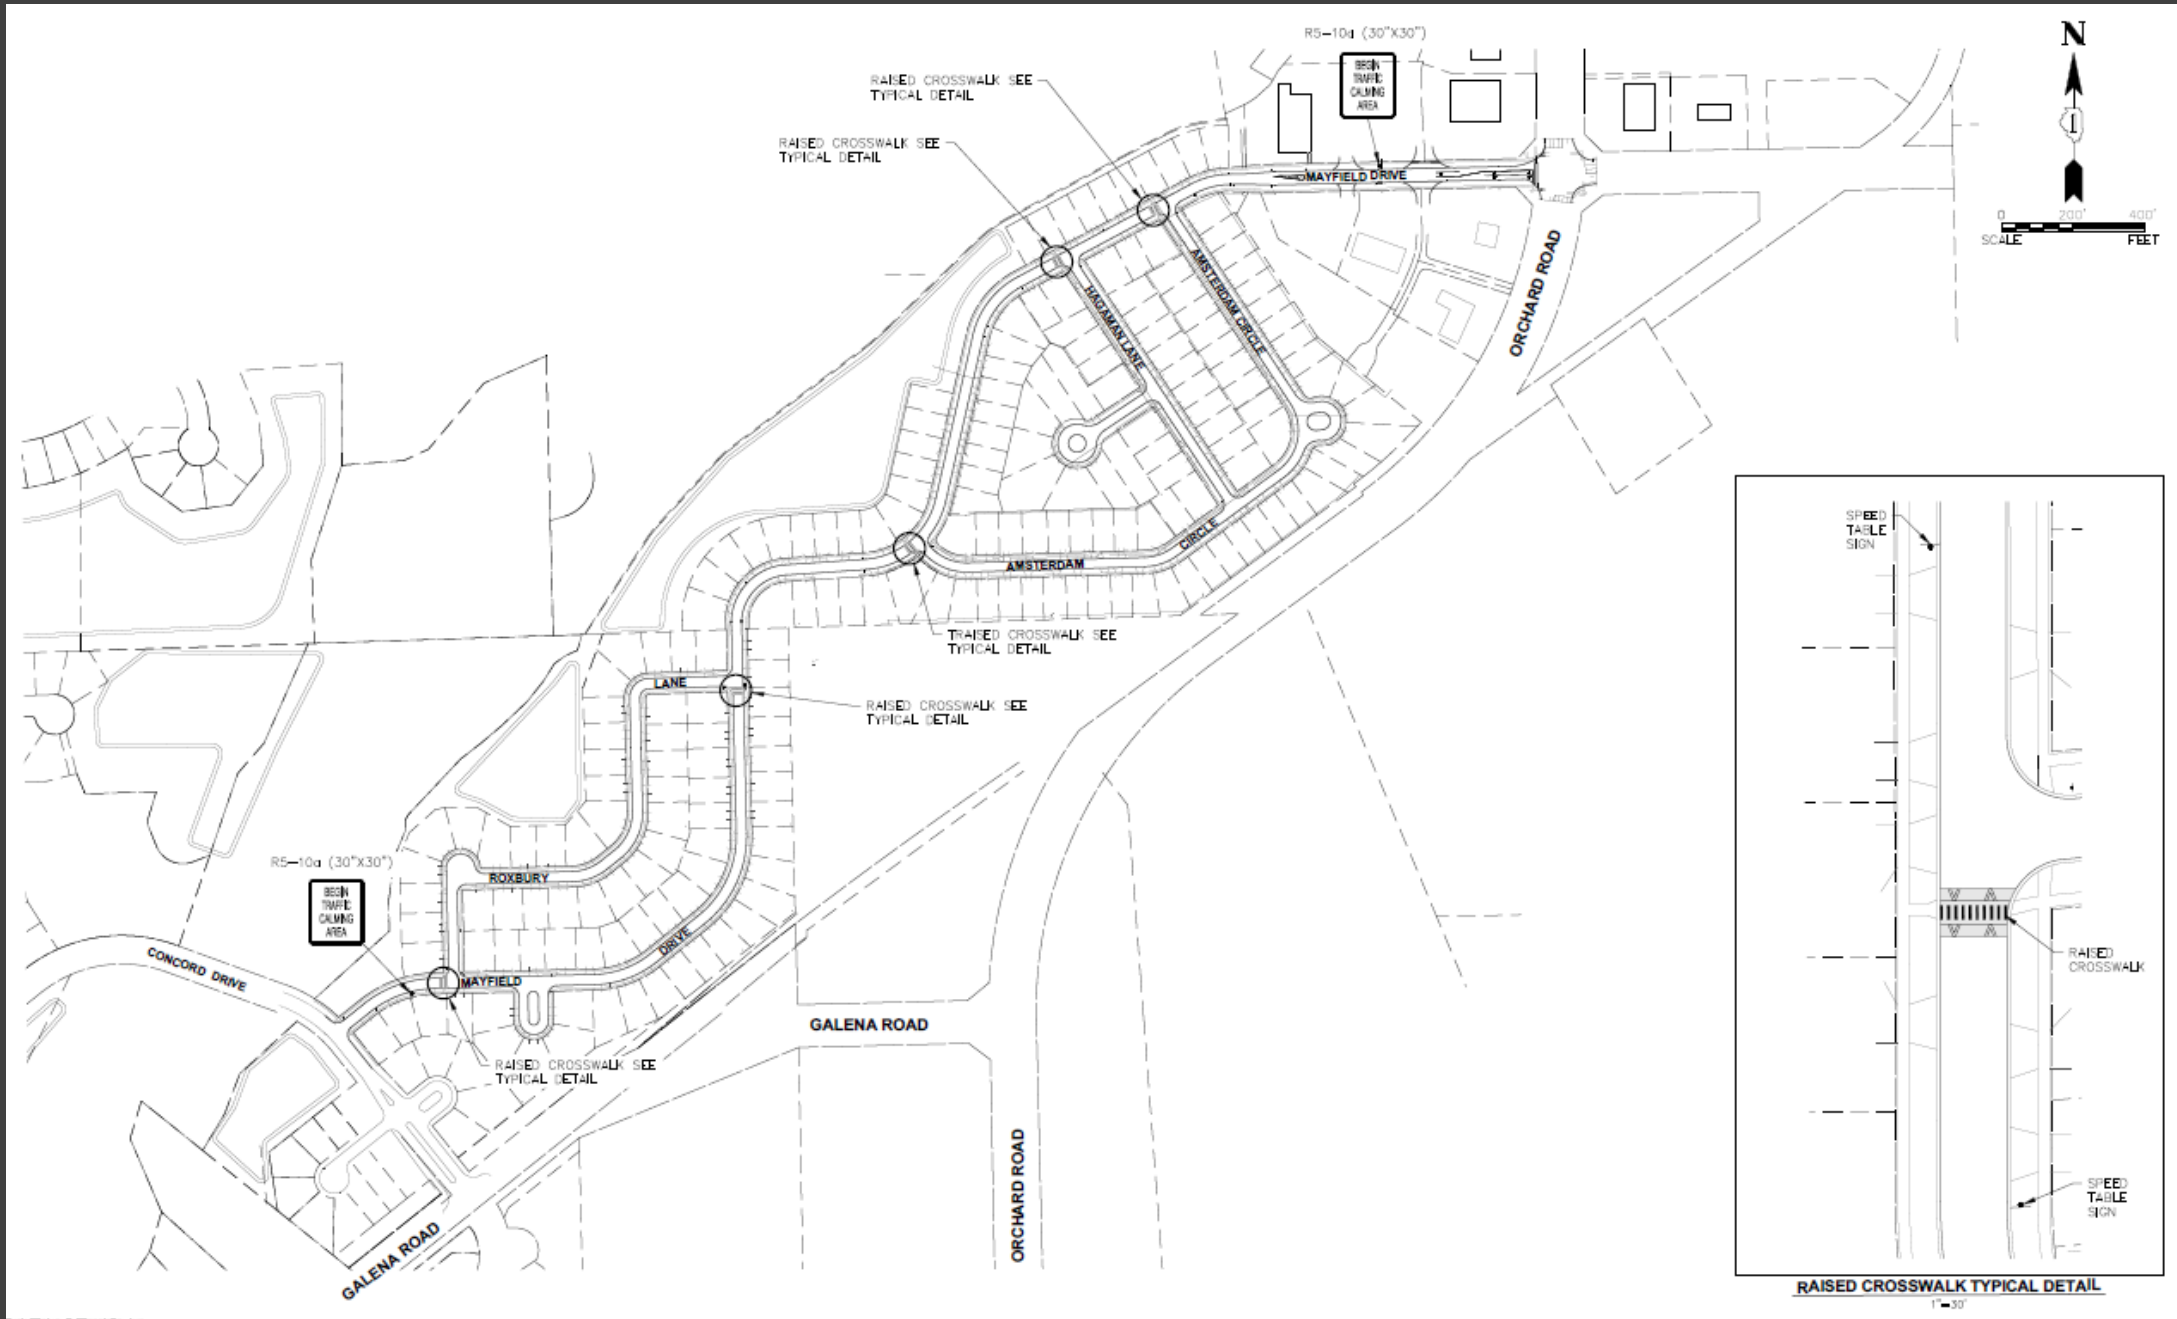 R5-10a (30"X30")
BEGIN
TRAFFIC
CALMING
AREA
N
RAISED CROSSWALK SEE
TYPICAL DETAIL
RAISED CROSSWALK SEE
TYPICAL DETAIL
MAYFIELD DRIVE
0 200' 400'
SCALE FEET
ORCHARD ROAD
AMSTERDAM CIRCLE
HAGAMAN LANE
CIRCLE
AMSTERDAM
TRAISED CROSSWALK SEE
TYPICAL DETAIL
LANE
RAISED CROSSWALK SEE
TYPICAL DETAIL
R5-10a (30"X30")
BEGIN
TRAFFIC
CALMING
AREA
ROXBURY
DRIVE
CONCORD DRIVE
MAYFIELD
GALENA ROAD
RAISED CROSSWALK SEE
TYPICAL DETAIL
ORCHARD ROAD
GALENA ROAD
SPEED
TABLE
SIGN
RAISED
CROSSWALK
SPEED
TABLE
SIGN
RAISED CROSSWALK TYPICAL DETAIL
1"=30'